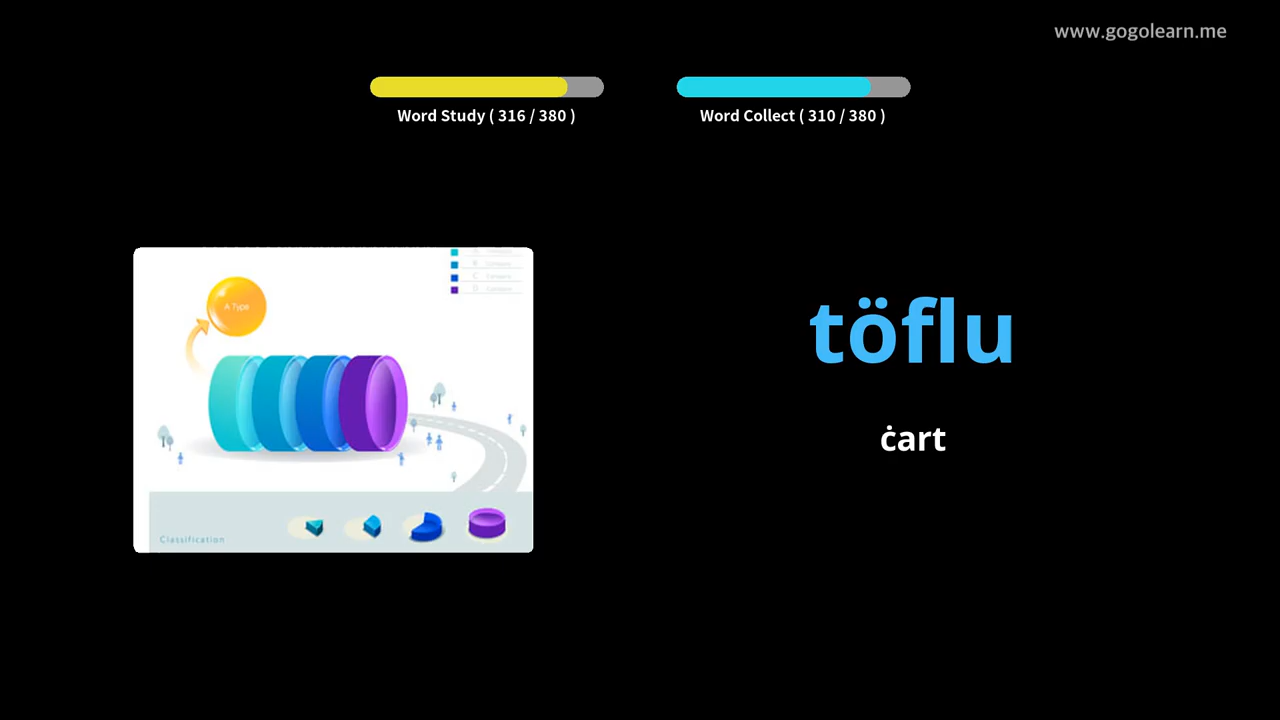 www.gogolearn.me
Word Study ( 316 / 380 )
Word Collect ( 310 / 380 )
A Type
B
C
D
töflu
ċart
Classification